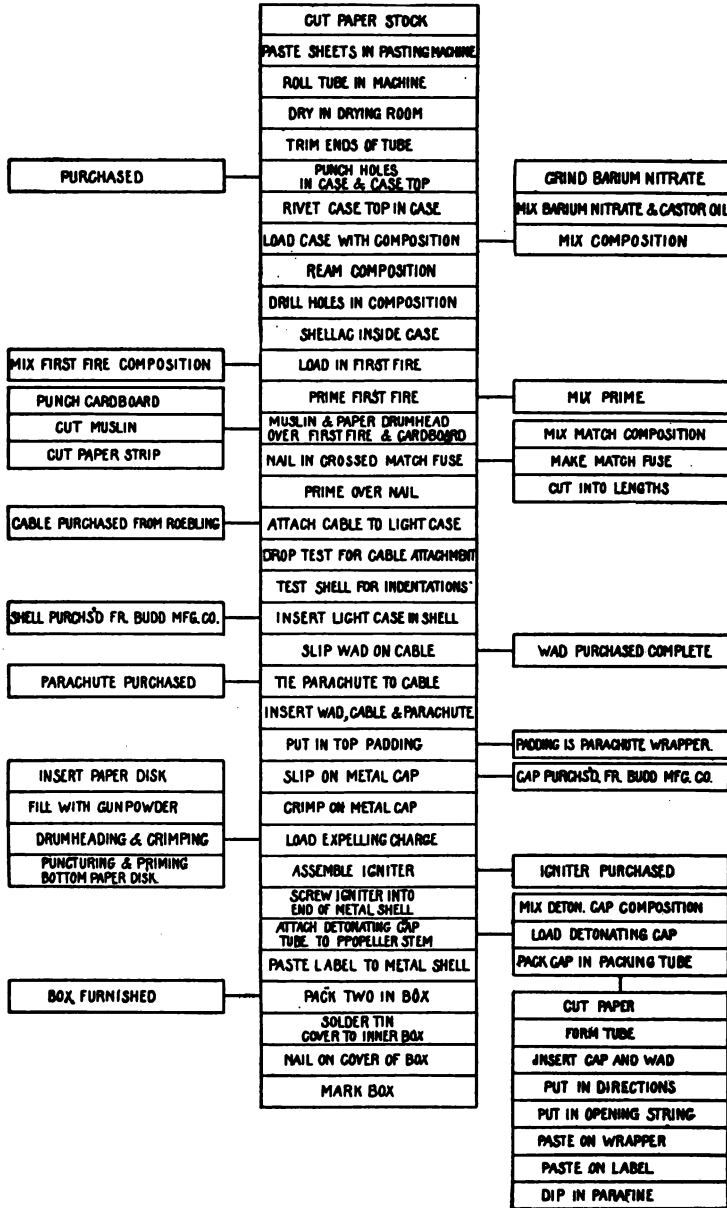 CUT PAPER STOCK
PASTE SHEETS IN PASTING MACHINE
ROLL TUBE IN MACHINE
DRY IN DRYING ROOM
TRIM ENDS OF TUBE
PURCHASED
PUNCH HOLES
IN CASE & CASE TOP
RIVET CASE TOP IN CASE
LOAD CASE WITH COMPOSITION
GRIND BARIUM NITRATE
MIX BARIUM NITRATE & CASTOR OIL
MIX COMPOSITION
REAM COMPOSITION
DRILL HOLES IN COMPOSITION
SHELLAC INSIDE CASE
MIX FIRST FIRE COMPOSITION
LOAD IN FIRST FIRE
PRIME FIRST FIRE
MIX PRIME
PUNCH CARDBOARD
CUT MUSLIN
CUT PAPER STRIP
MUSLIN & PAPER DRUMHEAD
OVER FIRST FIRE & CARDBOARD
NAIL IN CROSSED MATCH FUSE
MIX MATCH COMPOSITION
MAKE MATCH FUSE
CUT INTO LENGTHS
PRIME OVER NAIL
CABLE PURCHASED FROM ROEBLING
ATTACH CABLE TO LIGHT CASE
DROP TEST FOR CABLE ATTACHMENT
TEST SHELL FOR INDENTATIONS
SHELL PURCHS'D FR. BUDD MFG. CO.
INSERT LIGHT CASE IN SHELL
SLIP WAD ON CABLE
WAD PURCHASED COMPLETE
PARACHUTE PURCHASED
TIE PARACHUTE TO CABLE
INSERT WAD, CABLE & PARACHUTE
PUT IN TOP PADDING
PADDING IS PARACHUTE WRAPPER.
SLIP ON METAL CAP
CAP PURCHS'D. FR. BUDD MFG. CO.
CRIMP ON METAL CAP
INSERT PAPER DISK
FILL WITH GUNPOWDER
DRUMHEADING & CRIMPING
PUNCTURING & PRIMING
BOTTOM PAPER DISK
LOAD EXPELLING CHARGE
ASSEMBLE IGNITER
IGNITER PURCHASED
SCREW IGNITER INTO
END OF METAL SHELL
ATTACH DETONATING CAP
TUBE TO PPOPELLER STEM
MIX DETON. CAP COMPOSITION
LOAD DETONATING CAP
PACK CAP IN PACKING TUBE
CUT PAPER
FORM TUBE
INSERT CAP AND WAD
PUT IN DIRECTIONS
PUT IN OPENING STRING
PASTE ON WRAPPER
PASTE ON LABEL
DIP IN PARAFINE
PASTE LABEL TO METAL SHELL
BOX FURNISHED
PACK TWO IN BOX
SOLDER TIN
COVER TO INNER BOX
NAIL ON COVER OF BOX
MARK BOX